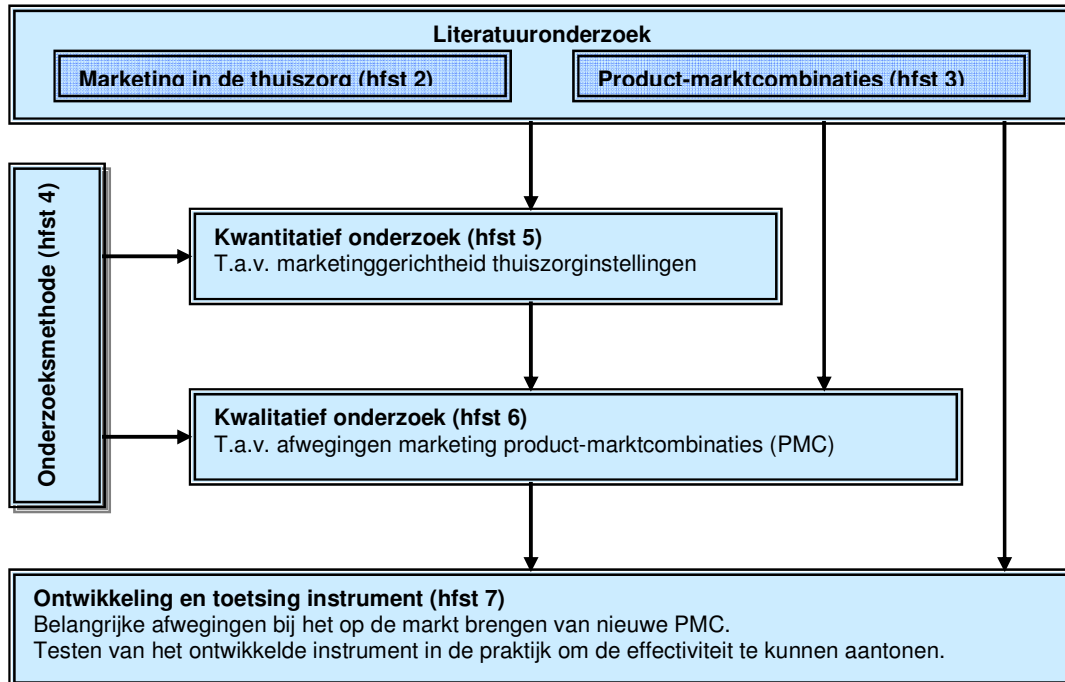 Literatuuronderzoek
Marketing in de thuiszorg (hfst 2)
Product-marktcombinaties (hfst 3)
Onderzoeksmethode (hfst 4)
Kwantitatief onderzoek (hfst 5)
T.a.v. marketinggerichtheid thuiszorginstellingen
Kwalitatief onderzoek (hfst 6)
T.a.v. afwegingen marketing product-marktcombinaties (PMC)
Ontwikkeling en toetsing instrument (hfst 7)
Belangrijke afwegingen bij het op de markt brengen van nieuwe PMC.
Testen van het ontwikkelde instrument in de praktijk om de effectiviteit te kunnen aantonen.